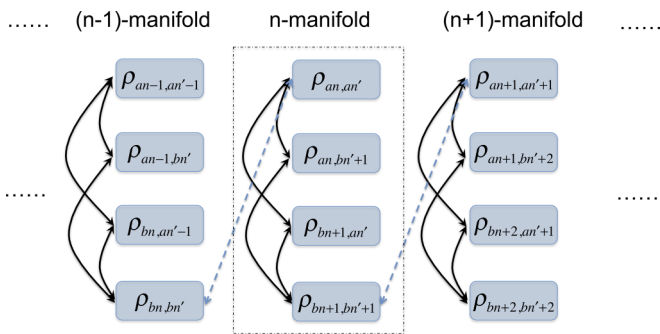 ...... (n-1)-manifold n-manifold (n+1)-manifold ......
ρan−1,an′−1 ρan,an′ ρan+1,an′+1
ρan−1,bn′ ρan,bn′+1 ρan+1,bn′+2
...... ......
ρbn,an′−1 ρbn+1,an′ ρbn+2,an′+1
ρbn,bn′ ρbn+1,bn′+1 ρbn+2,bn′+2